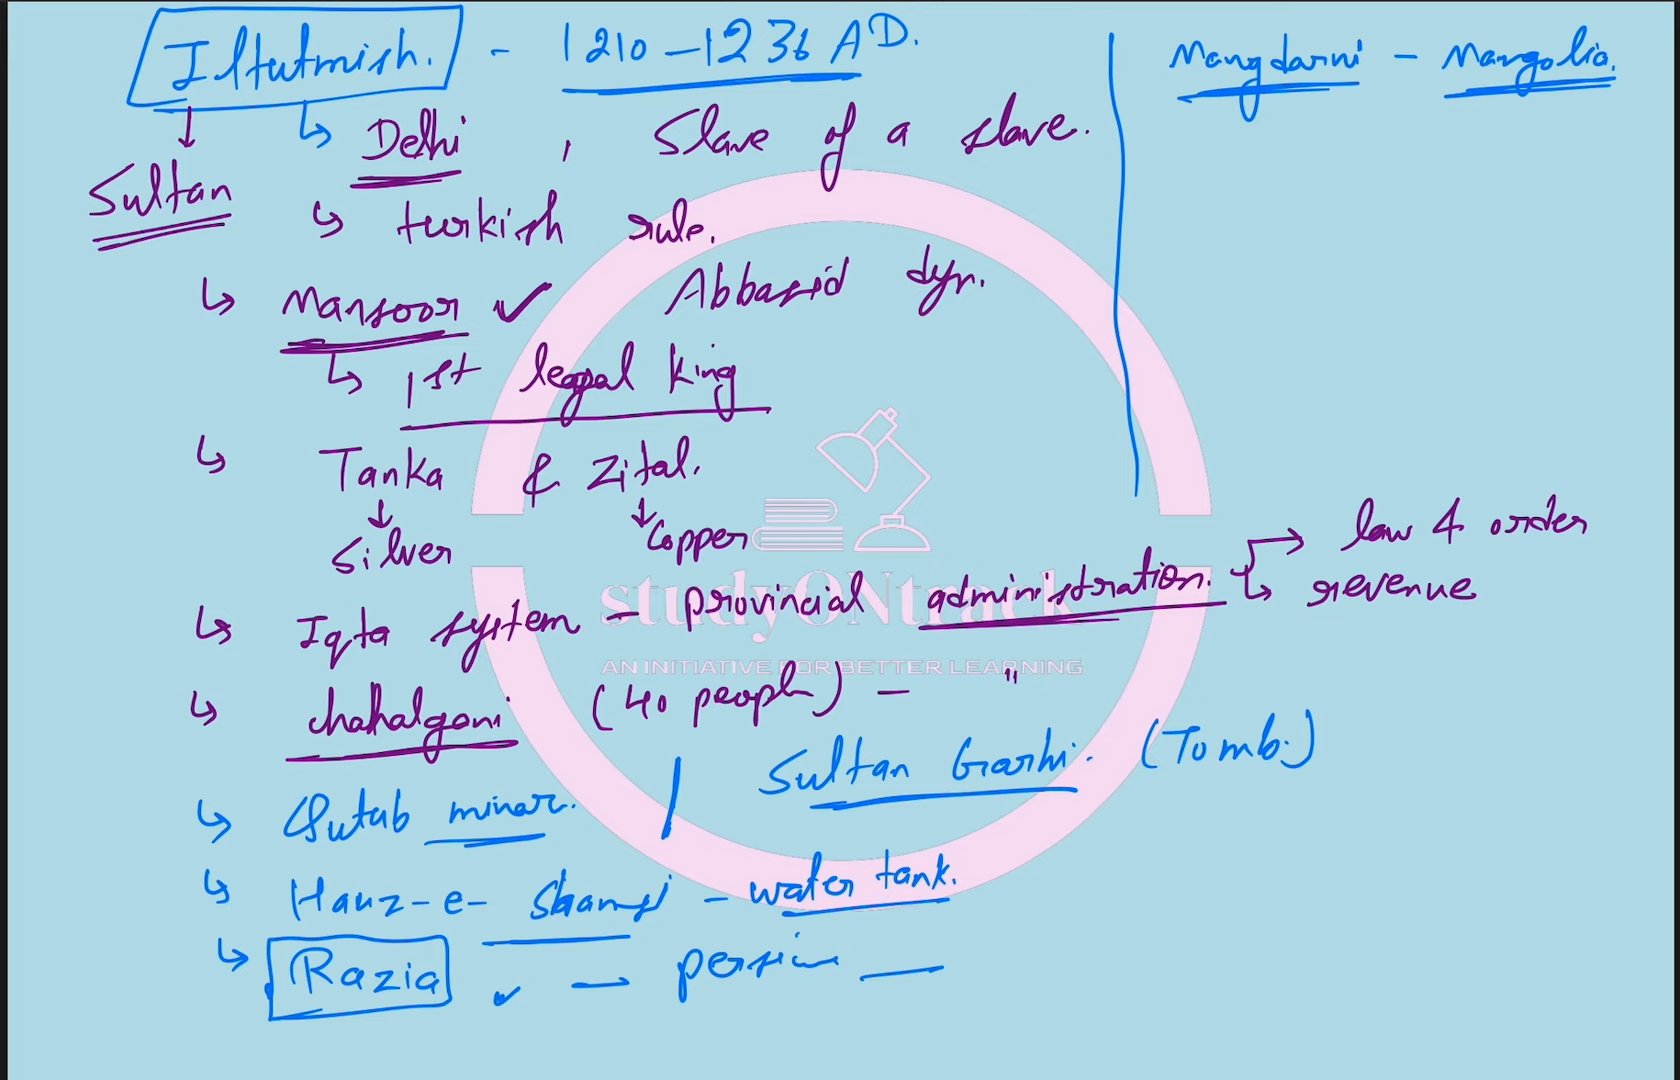 Iltutmish. - 1210-1236 AD.
Mangdarni - Mangolia.
↓ ↳ Delhi, Slave of a slave.
Sultan ↳ turkish rule.
↳ Mansoor ✓ Abbasid dyn.
↳ 1st legal king
↳ Tanka & Zital.
↓ ↓
Silver Copper
→ law & order
↳ Iqta system - provincial administration. ↳ revenue
↳ chahalgani (40 people) - "
↳ Qutab minar. / Sultan Garhi. (Tomb.)
↳ Hauz-e-Shamsi - water tank.
↳ Razia ✓ —
studyONtrack
AN INITIATIVE FOR BETTER LEARNING